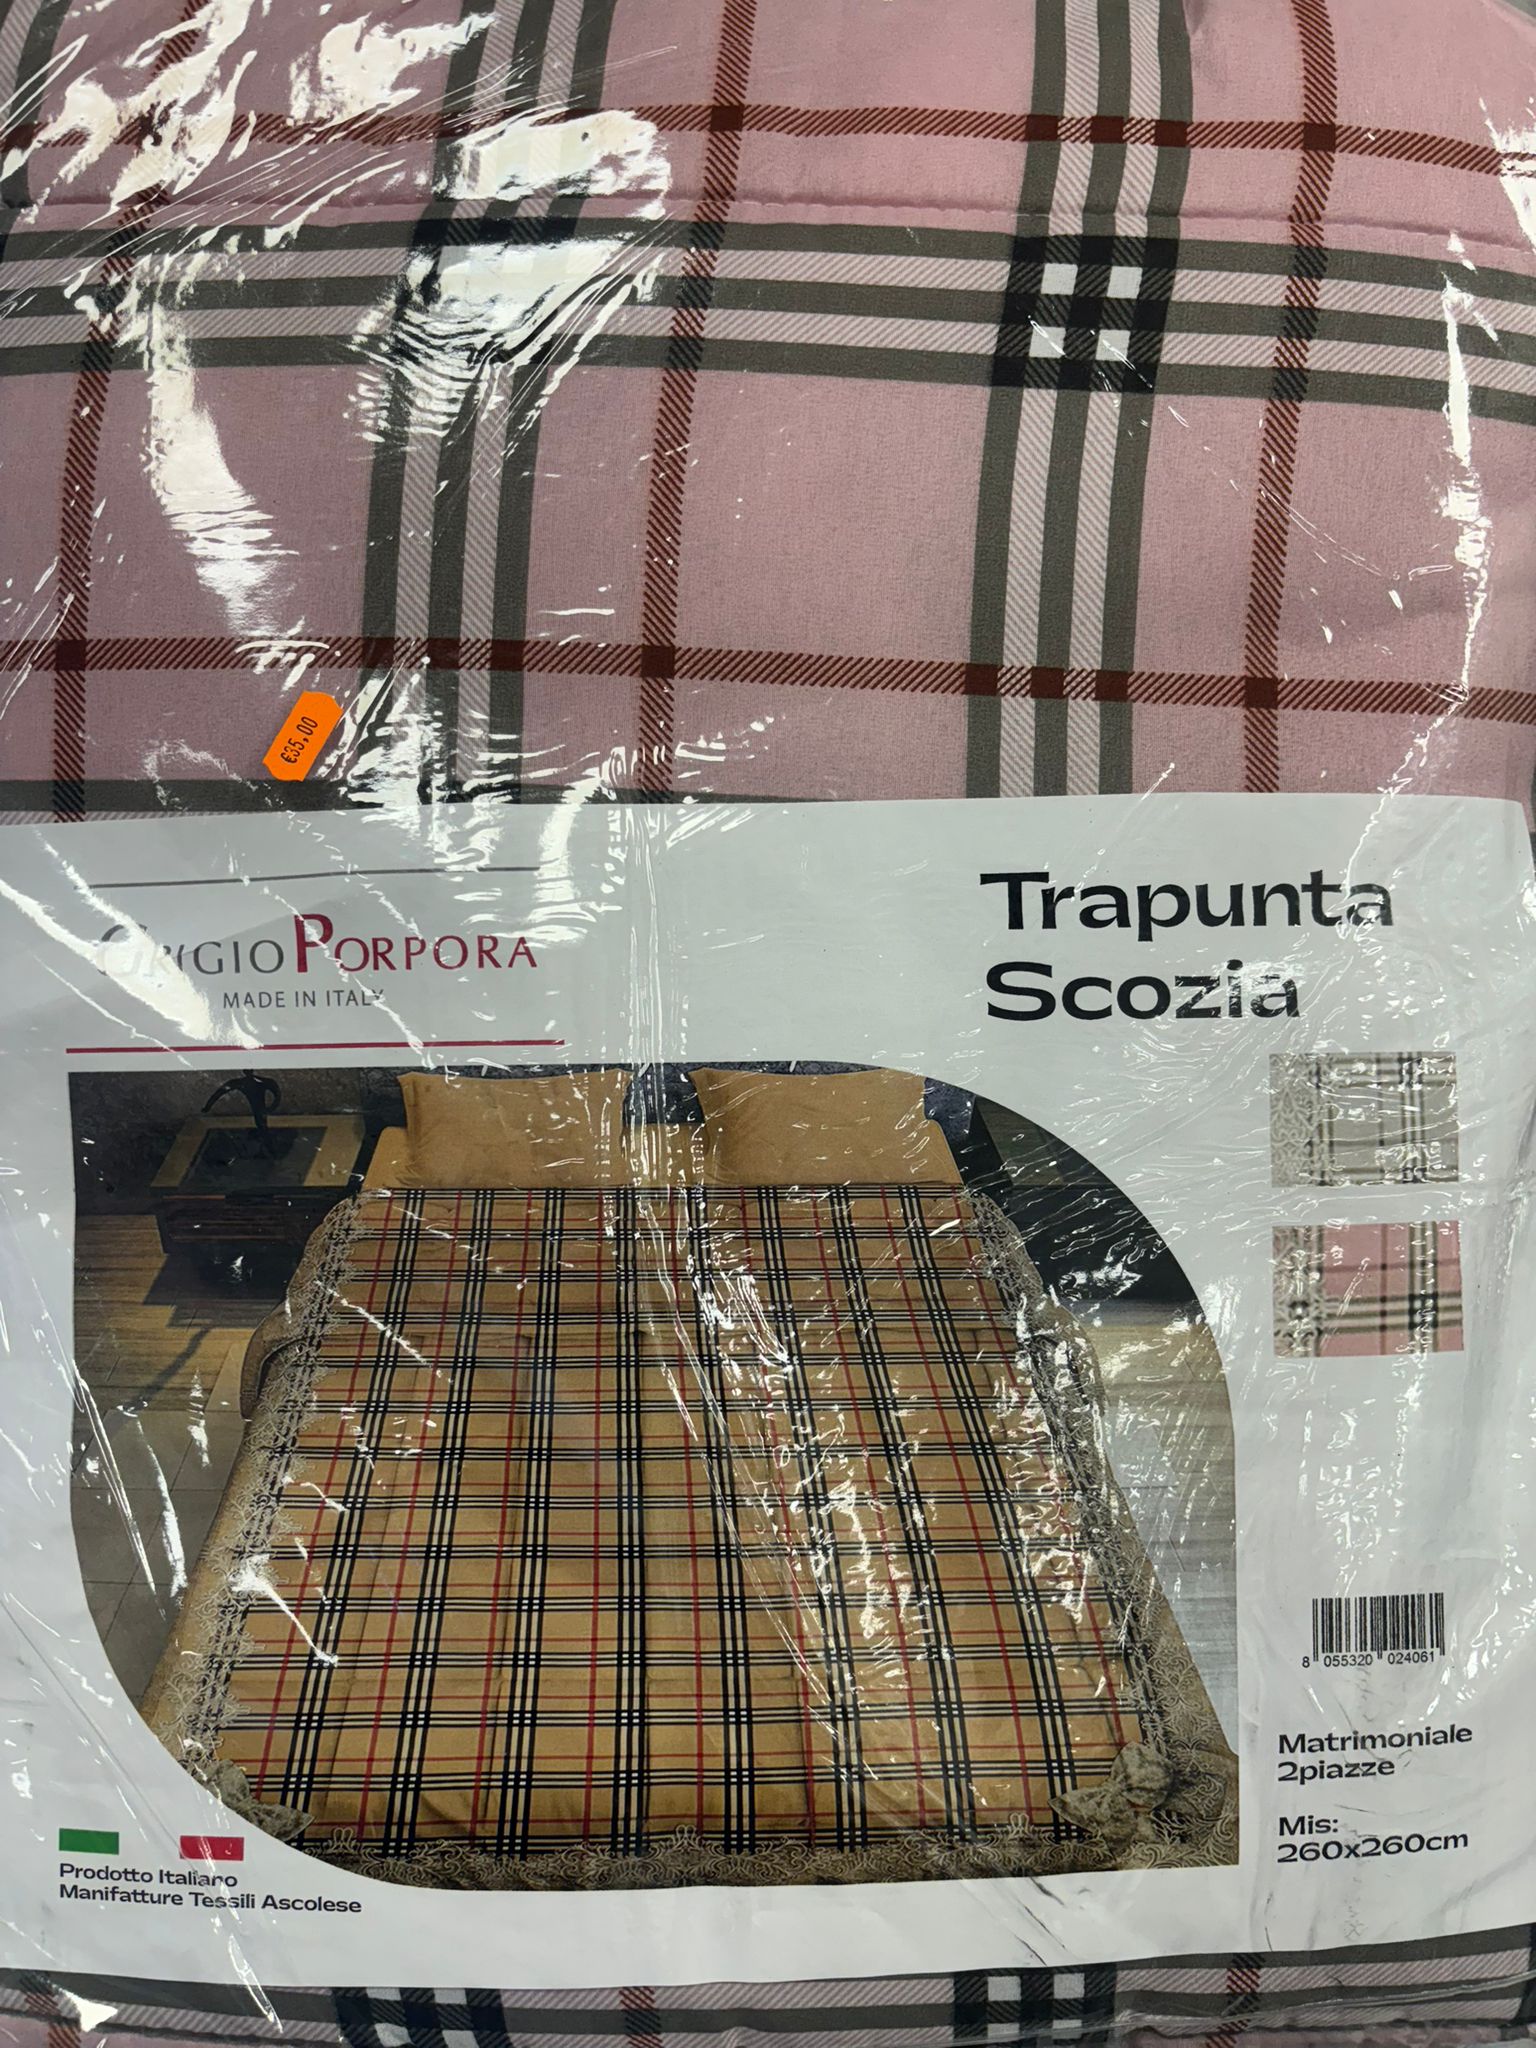 €35,00
GRIGIOPORPORA
MADE IN ITALY
Trapunta
Scozia
8 055320 024061
Matrimoniale
2piazze
Mis:
260x260cm
Prodotto Italiano
Manifatture Tessili Ascolese